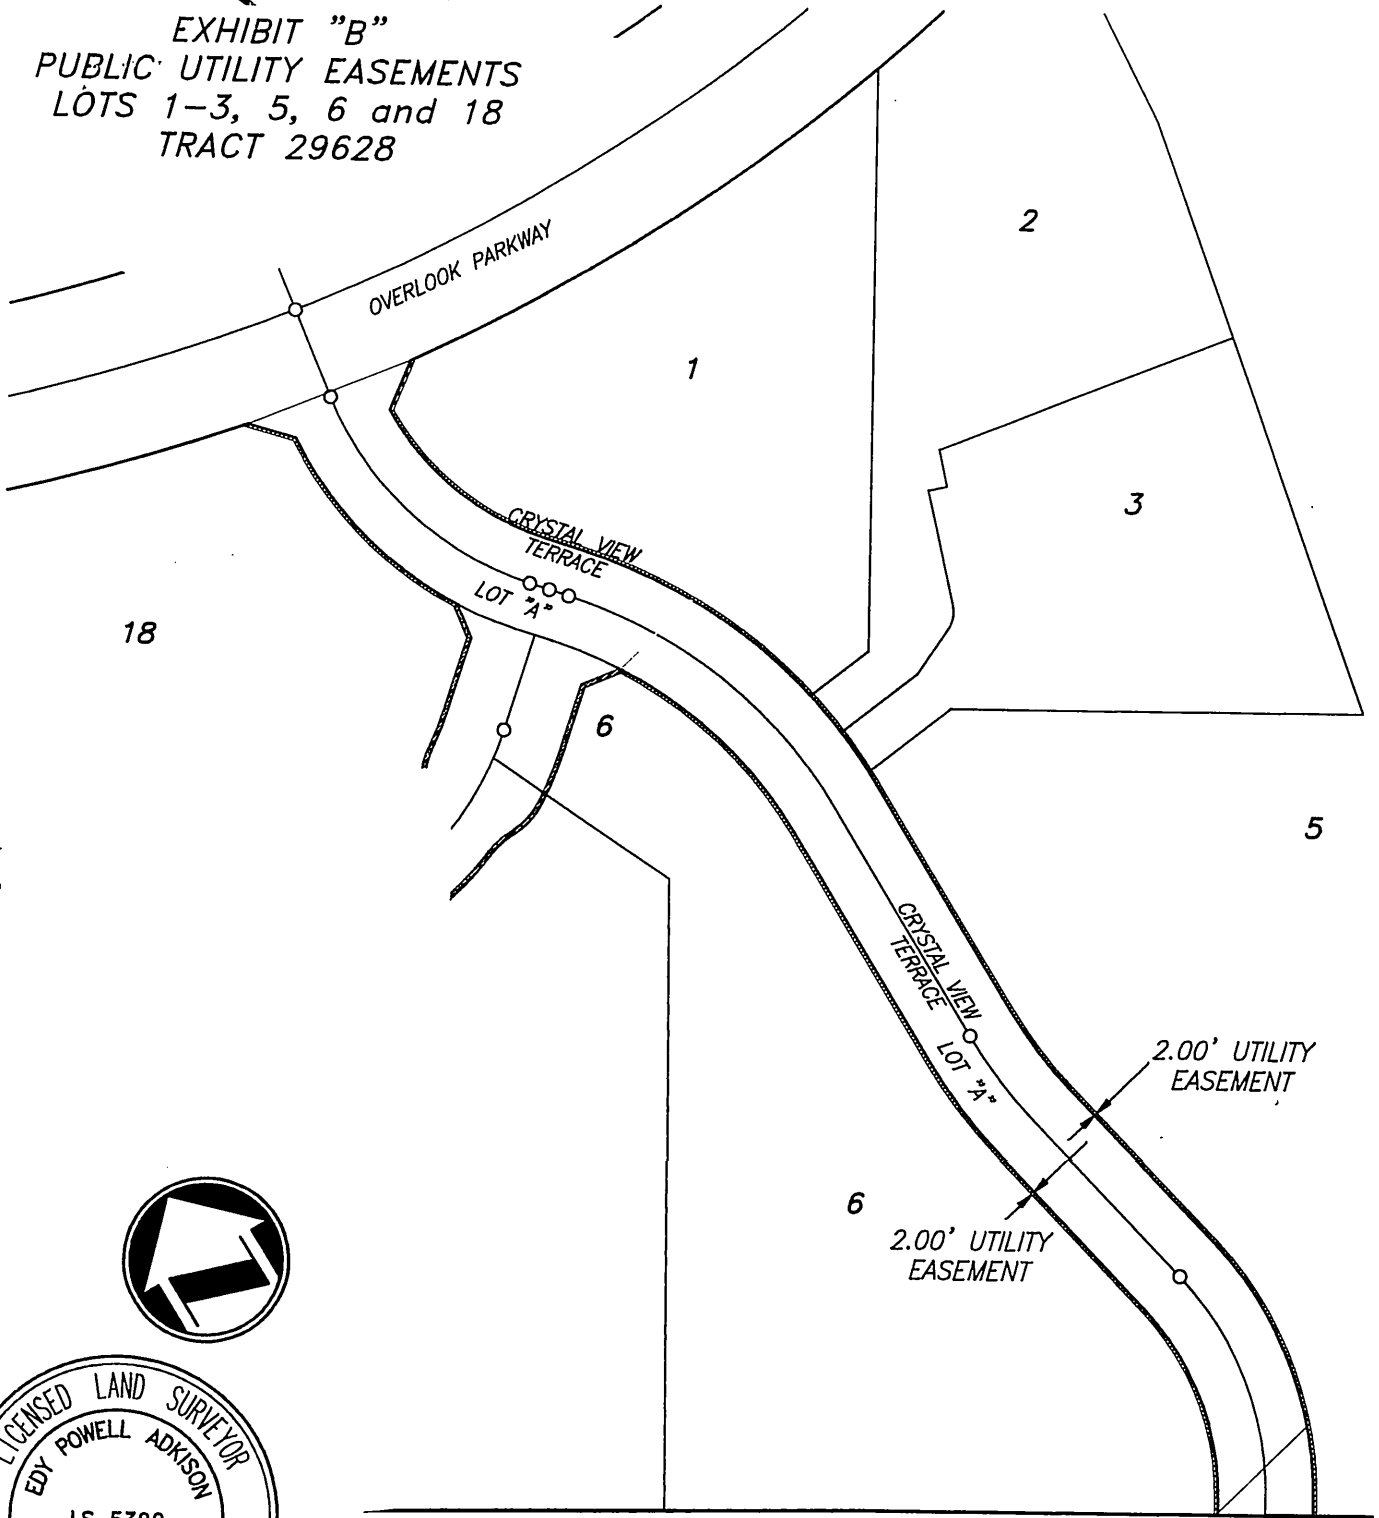 EXHIBIT "B"
PUBLIC UTILITY EASEMENTS
LOTS 1-3, 5, 6 and 18
TRACT 29628
OVERLOOK PARKWAY
2
1
3
CRYSTAL VIEW
TERRACE
LOT "A"
18
6
5
CRYSTAL VIEW
TERRACE
LOT "A"
2.00' UTILITY
EASEMENT
6
2.00' UTILITY
EASEMENT
LICENSED LAND SURVEYOR
EDY POWELL ADKISON